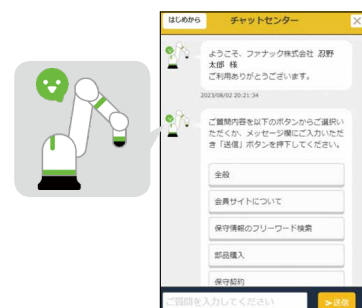 はじめから
チャットセンター
ようこそ、ファナック株式会社 忍野
太郎 様
ご利用ありがとうございます。
2023/08/02 20:21:34
ご質問内容を以下のボタンからご選択い
ただくか、メッセージ欄にご入力いただ
き「送信」ボタンを押下してください。
全般
会員サイトについて
保守情報のフリーワード検索
部品購入
保守契約
ご質問を入力してください
送信